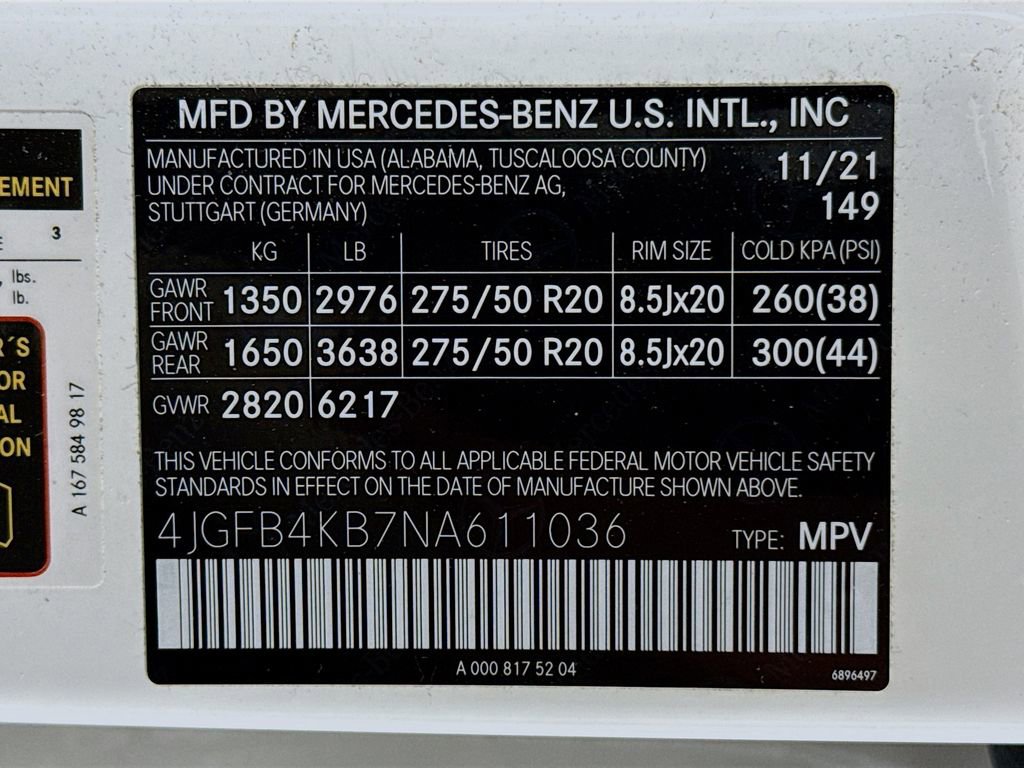 MFD BY MERCEDES-BENZ U.S. INTL., INC
MANUFACTURED IN USA (ALABAMA, TUSCALOOSA COUNTY) 11/21
UNDER CONTRACT FOR MERCEDES-BENZ AG,
STUTTGART (GERMANY) 149
KG LB TIRES RIM SIZE COLD KPA (PSI)
GAWR FRONT 1350 2976 275/50 R20 8.5Jx20 260(38)
GAWR REAR 1650 3638 275/50 R20 8.5Jx20 300(44)
GVWR 2820 6217
THIS VEHICLE CONFORMS TO ALL APPLICABLE FEDERAL MOTOR VEHICLE SAFETY
STANDARDS IN EFFECT ON THE DATE OF MANUFACTURE SHOWN ABOVE.
4JGFB4KB7NA611036 TYPE: MPV
A 000 817 52 04
6896497
EMENT
E 3
lbs.
lb.
R´S
OR
AL
ON
A 167 584 98 17